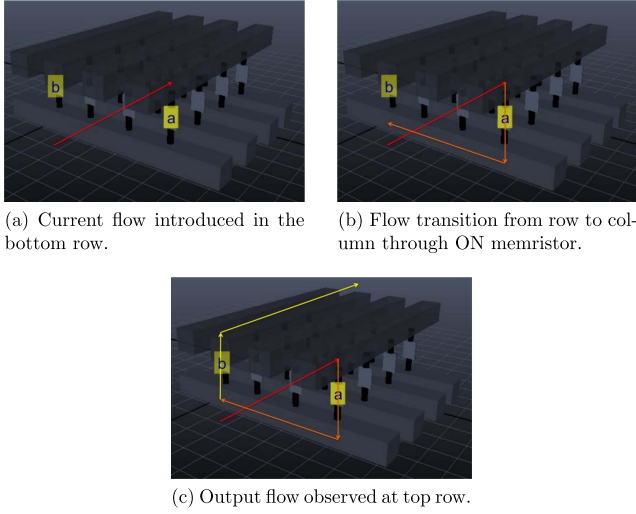 b
a
(a) Current flow introduced in the
bottom row.
b
a
(b) Flow transition from row to col-
umn through ON memristor.
b
a
(c) Output flow observed at top row.